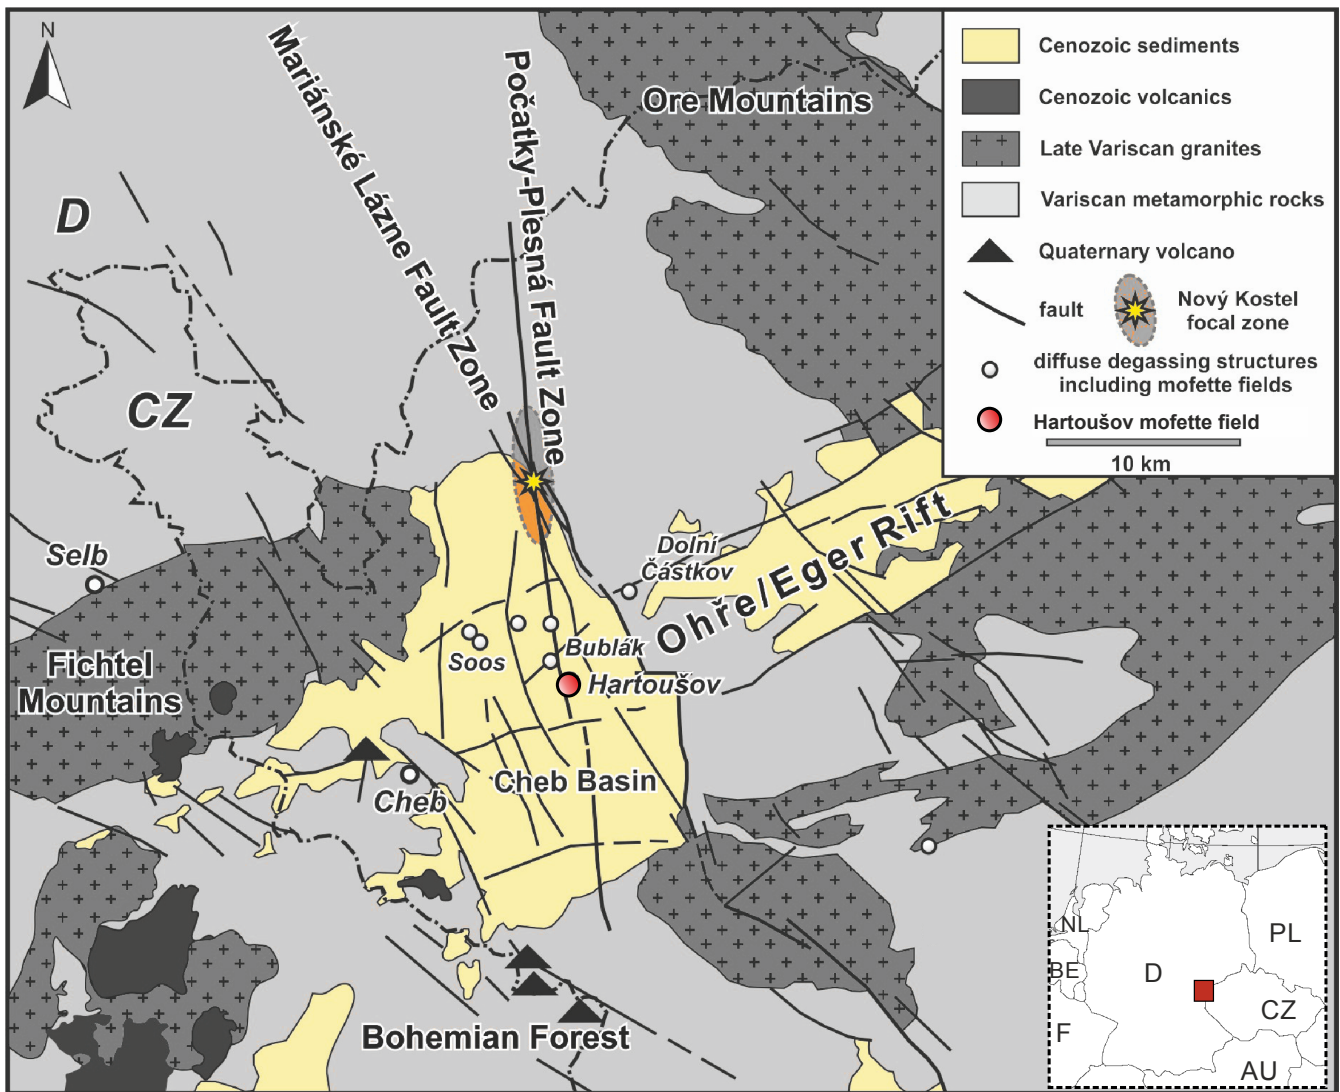 N
Mariánské Lázne Fault Zone
Počatky-Plesná Fault Zone
Ore Mountains
D
CZ
Selb
Fichtel
Mountains
Dolní
Částkov
Ohře/Eger Rift
Soos
Bublák
Hartoušov
Cheb
Cheb Basin
Bohemian Forest
Cenozoic sediments
Cenozoic volcanics
Late Variscan granites
Variscan metamorphic rocks
Quaternary volcano
fault
Nový Kostel
focal zone
diffuse degassing structures
including mofette fields
Hartoušov mofette field
10 km
NL
BE
F
D
PL
CZ
AU